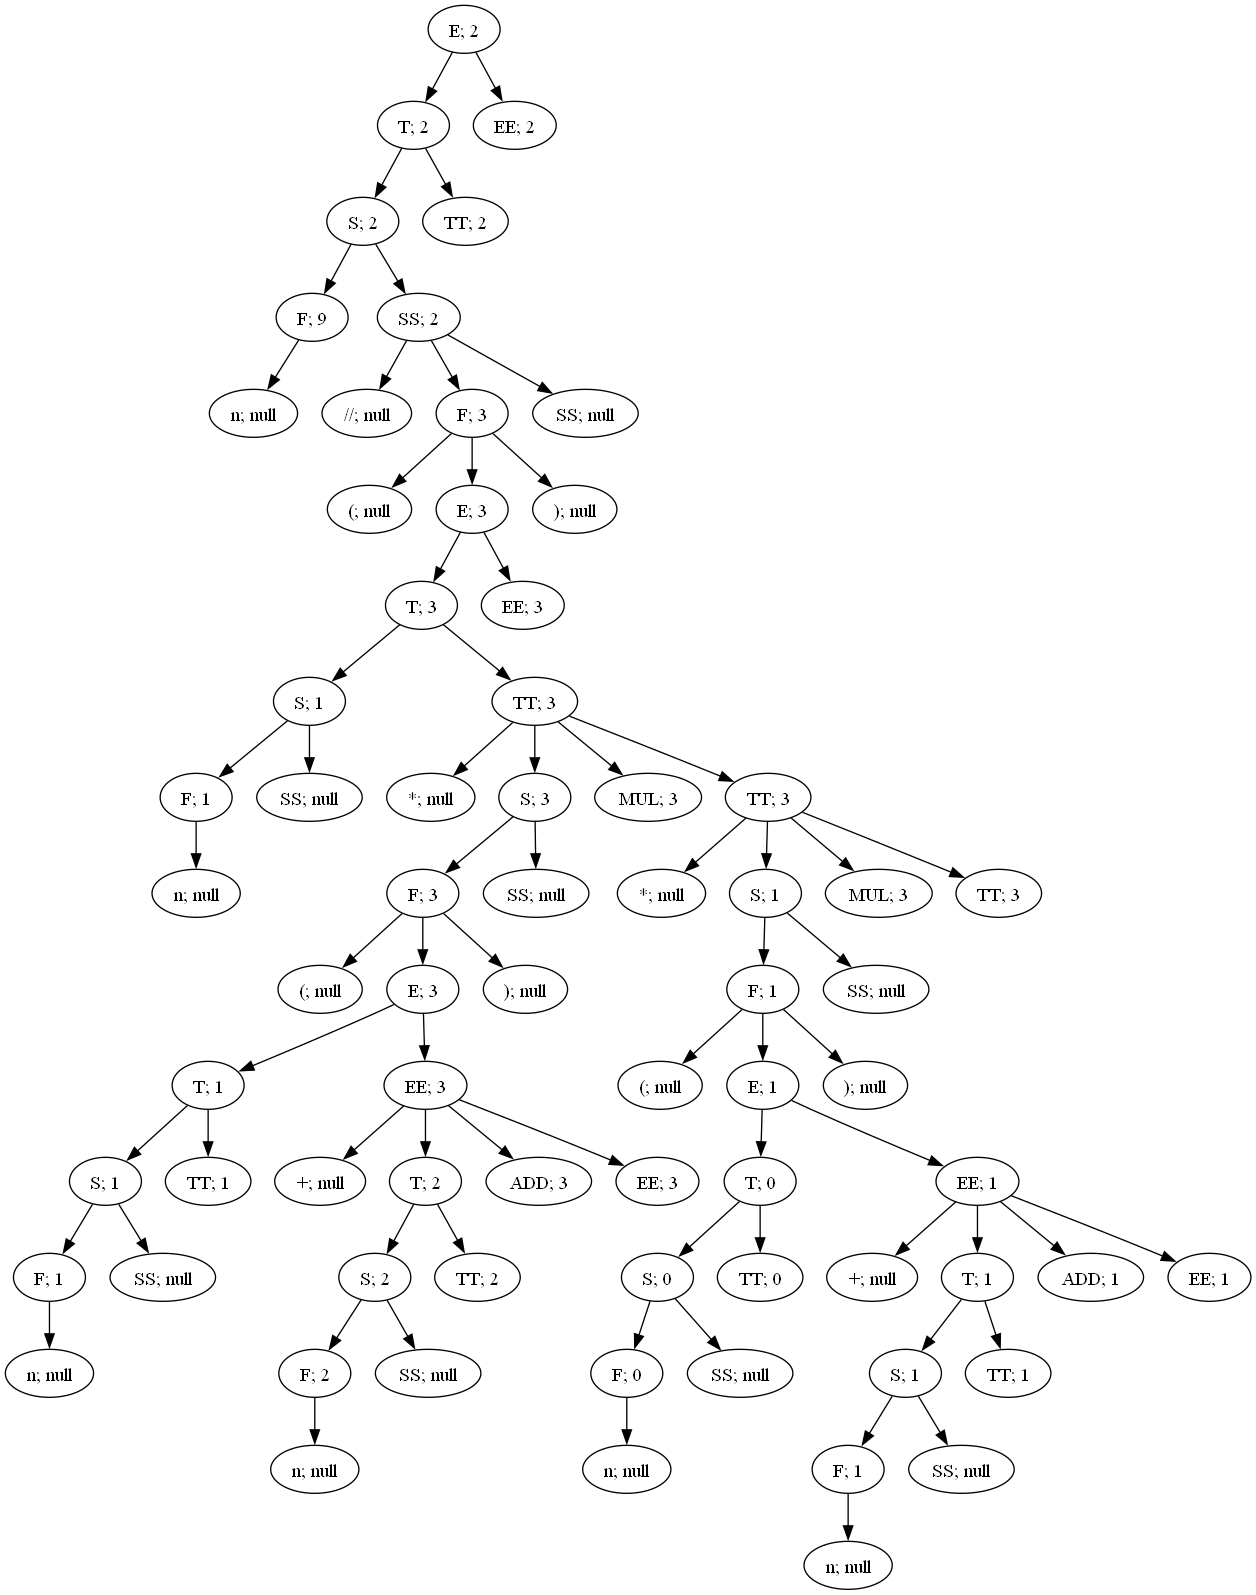 E; 2
T; 2
EE; 2
S; 2
TT; 2
F; 9
SS; 2
n; null
//; null
F; 3
SS; null
(; null
E; 3
); null
T; 3
EE; 3
S; 1
TT; 3
F; 1
SS; null
*; null
S; 3
MUL; 3
TT; 3
n; null
F; 3
SS; null
*; null
S; 1
MUL; 3
TT; 3
(; null
E; 3
); null
F; 1
SS; null
T; 1
EE; 3
(; null
E; 1
); null
S; 1
TT; 1
+; null
T; 2
ADD; 3
EE; 3
T; 0
EE; 1
F; 1
SS; null
S; 2
TT; 2
S; 0
TT; 0
+; null
T; 1
ADD; 1
EE; 1
n; null
F; 2
SS; null
F; 0
SS; null
S; 1
TT; 1
n; null
n; null
F; 1
SS; null
n; null